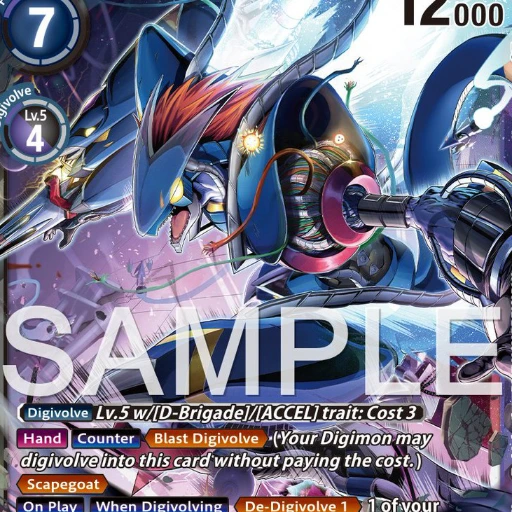 7
12000
Digivolve
Lv.5
4
SAMPLE
Digivolve Lv.5 w/[D-Brigade]/[ACCEL] trait: Cost 3
Hand Counter Blast Digivolve (Your Digimon may
digivolve into this card without paying the cost.)
Scapegoat
On Play When Digivolving De-Digivolve 1 1 of your